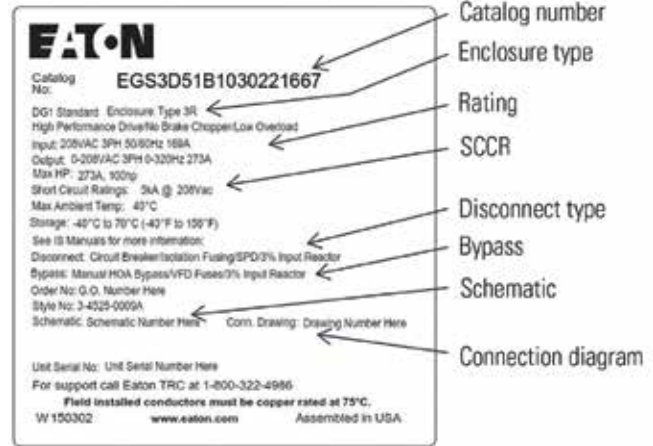 EATON
Catalog No: EGS3D51B1030221667
DG1 Standard Enclosure: Type 3R
High Performance Drive/No Brake Chopper/Low Overload
Input: 208VAC 3PH 50/60Hz 169A
Output: 0-208VAC 3PH 0-320Hz 273A
Max HP: 273A, 100hp
Short Circuit Ratings: 5kA @ 208Vac
Max Ambient Temp: 40°C
Storage: -40°C to 70°C (-40°F to 158°F)
See IS Manuals for more information:
Disconnect: Circuit Breaker/Isolation Fusing/SPD/3% Input Reactor
Bypass: Manual HOA Bypass/VFD Fuses/3% Input Reactor
Order No: G.O. Number Here
Style No: 3-4525-0009A
Schematic: Schematic Number Here Conn. Drawing: Drawing Number Here
Unit Serial No: Unit Serial Number Here
For support call Eaton TRC at 1-800-322-4986
Field installed conductors must be copper rated at 75°C.
W 150302 www.eaton.com Assembled in USA
Catalog number
Enclosure type
Rating
SCCR
Disconnect type
Bypass
Schematic
Connection diagram